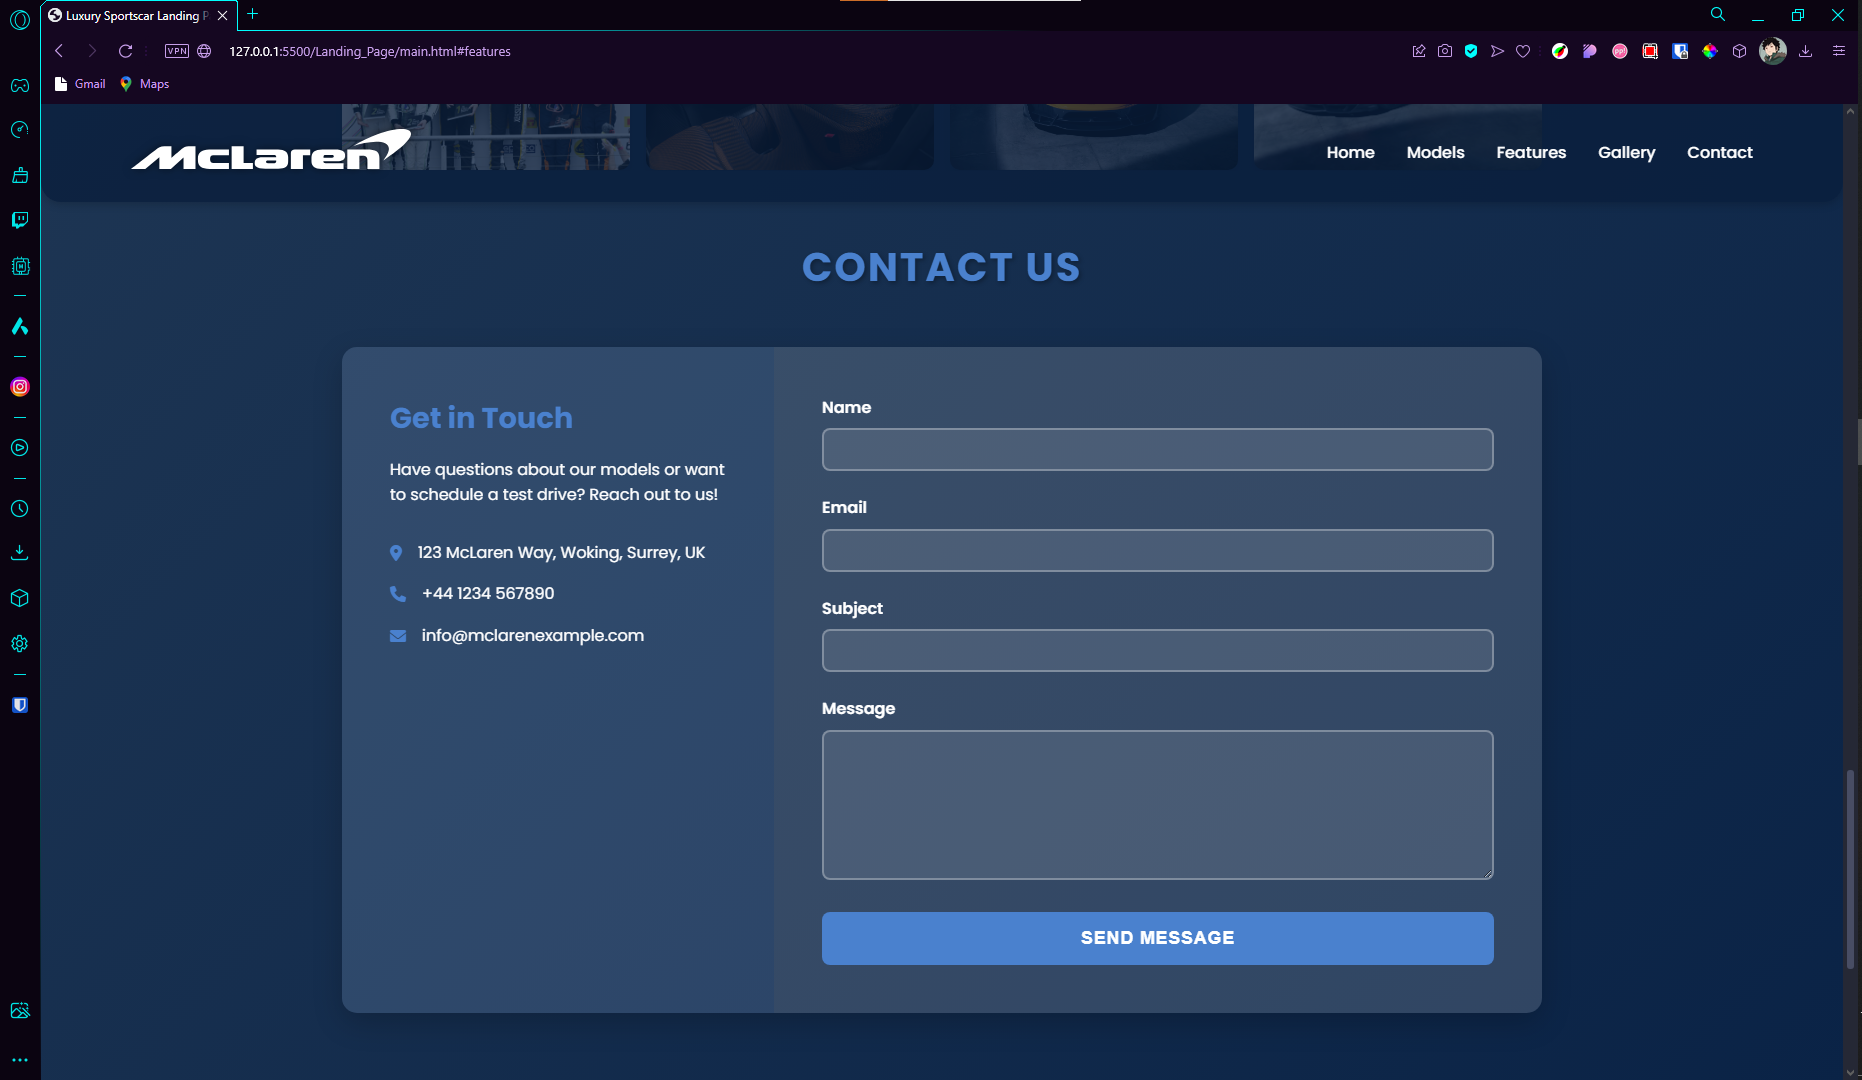 Luxury Sportscar Landing P
VPN
127.0.0.1:5500/Landing_Page/main.html#features
Gmail
Maps
McLaren
Home
Models
Features
Gallery
Contact
CONTACT US
Get in Touch
Have questions about our models or want
to schedule a test drive? Reach out to us!
123 McLaren Way, Woking, Surrey, UK
+44 1234 567890
info@mclarenexample.com
Name
Email
Subject
Message
SEND MESSAGE